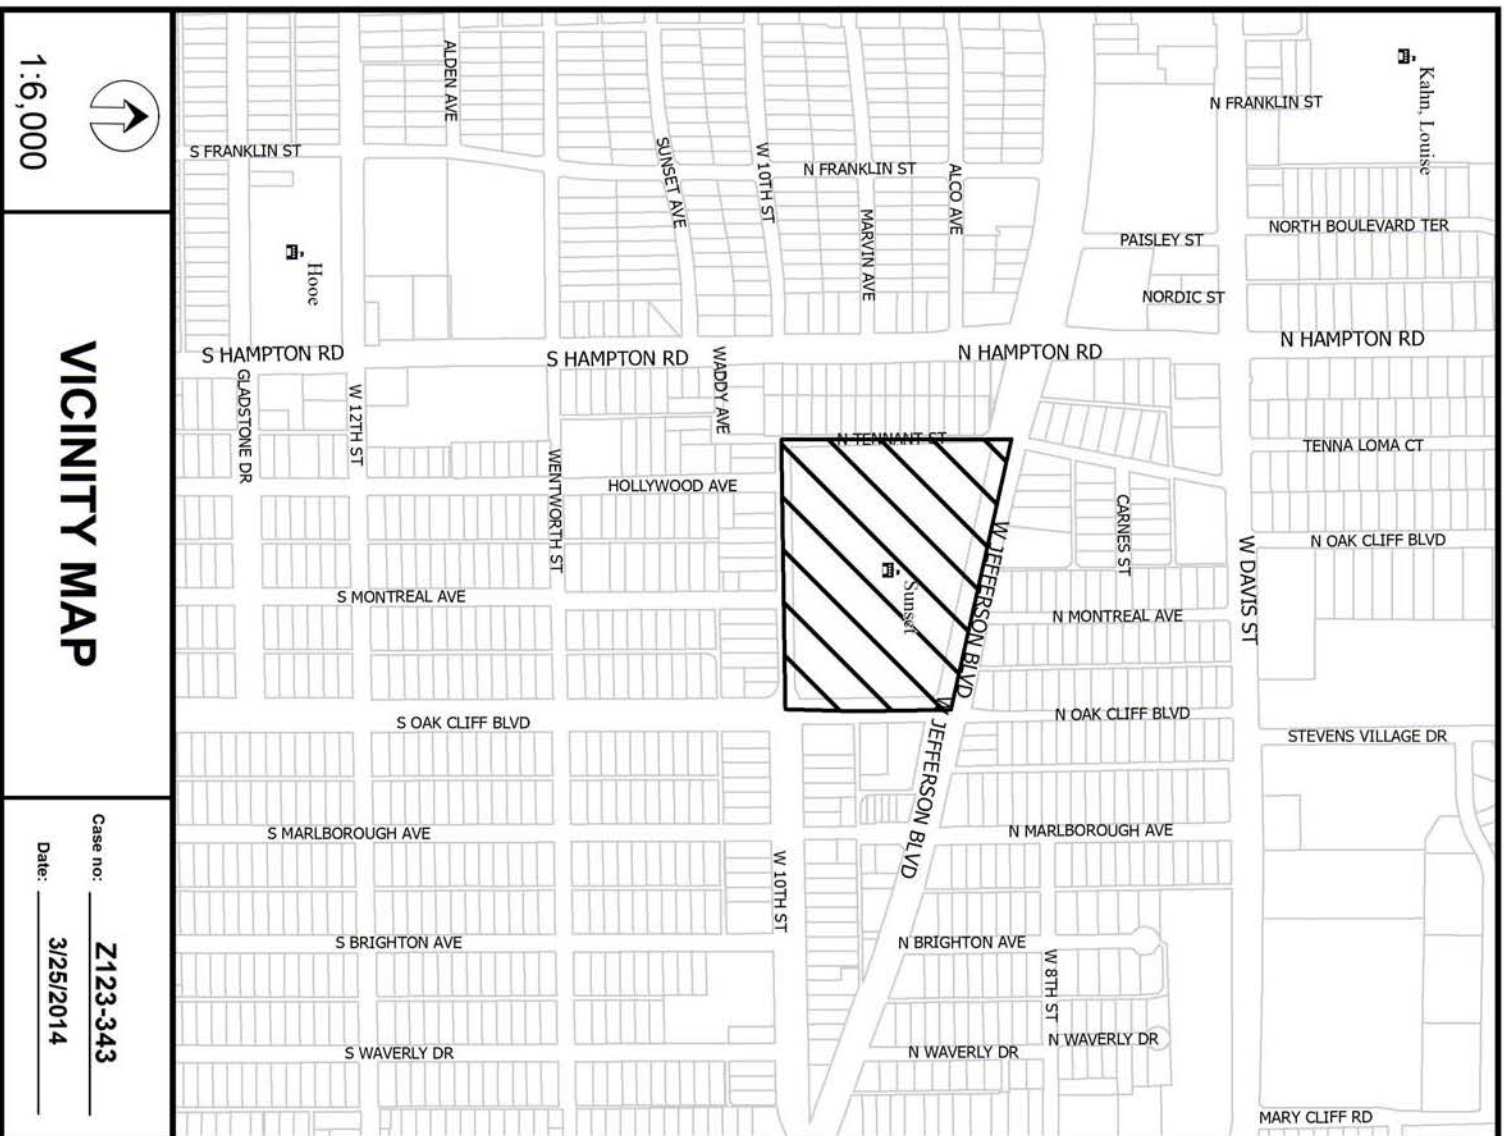 Kahn, Louise
N FRANKLIN ST
ALDEN AVE
S FRANKLIN ST
SUNSET AVE
W 10TH ST
N FRANKLIN ST
ALCO AVE
MARVIN AVE
NORTH BOULEVARD TER
PAISLEY ST
NORDIC ST
Hooe
S HAMPTON RD
S HAMPTON RD
N HAMPTON RD
N HAMPTON RD
GLADSTONE DR
W 12TH ST
WADDY AVE
N TENNANT ST
TENNA LOMA CT
WENTWORTH ST
HOLLYWOOD AVE
CARNES ST
W JEFFERSON BLVD
W DAVIS ST
N OAK CLIFF BLVD
Sunset
S MONTREAL AVE
N MONTREAL AVE
S OAK CLIFF BLVD
N OAK CLIFF BLVD
W JEFFERSON BLVD
STEVENS VILLAGE DR
S MARLBOROUGH AVE
N MARLBOROUGH AVE
W 10TH ST
S BRIGHTON AVE
N BRIGHTON AVE
W 8TH ST
S WAVERLY DR
N WAVERLY DR
N WAVERLY DR
MARY CLIFF RD
1:6,000
VICINITY MAP
Case no: Z123-343
Date: 3/25/2014